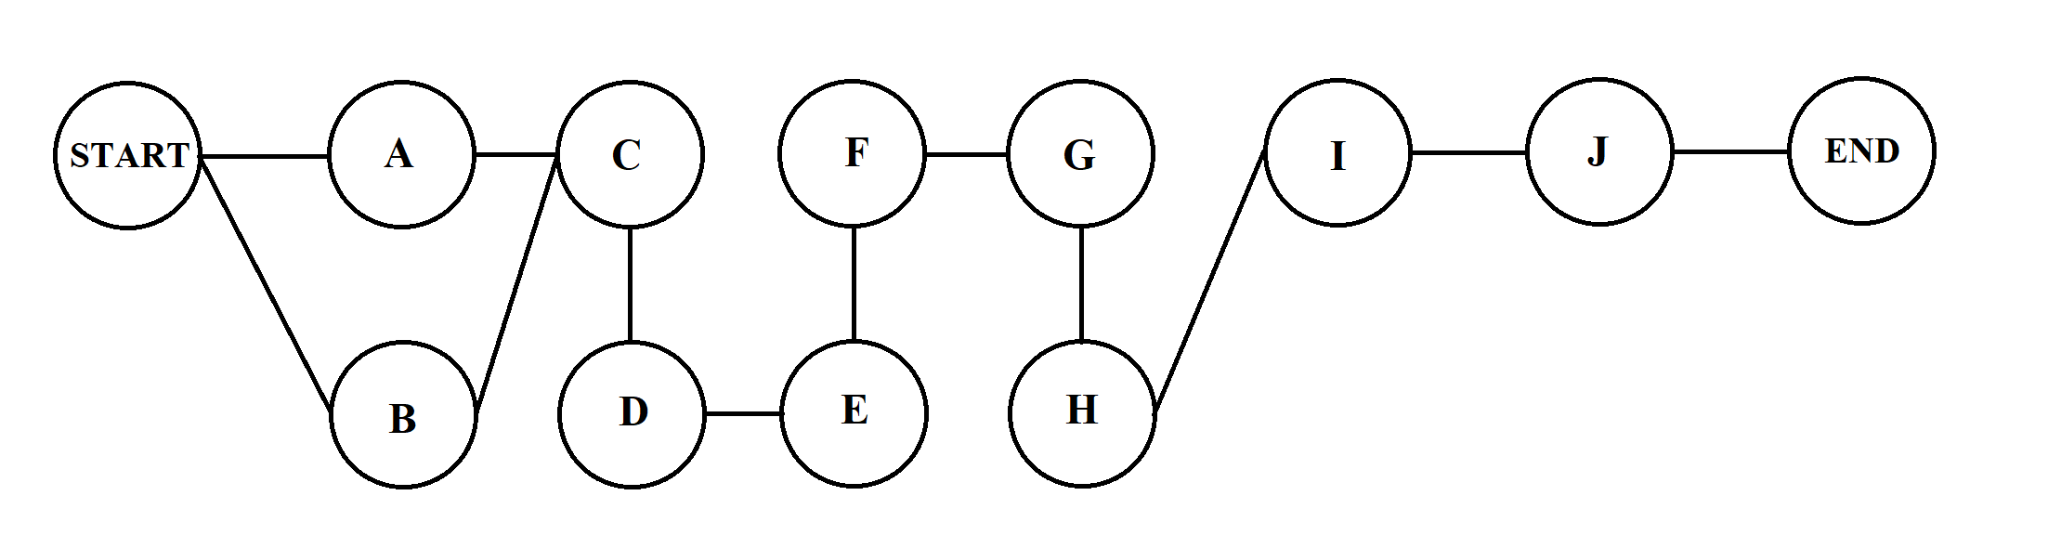 START A C F G I J END
B D E H